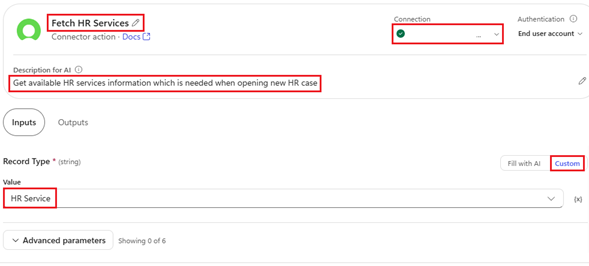 Fetch HR Services
Connector action · Docs
Connection
...
Authentication
End user account
Description for AI
Get available HR services information which is needed when opening new HR case
Inputs
Outputs
Record Type * (string)
Fill with AI
Custom
Value
HR Service
{x}
Advanced parameters
Showing 0 of 6